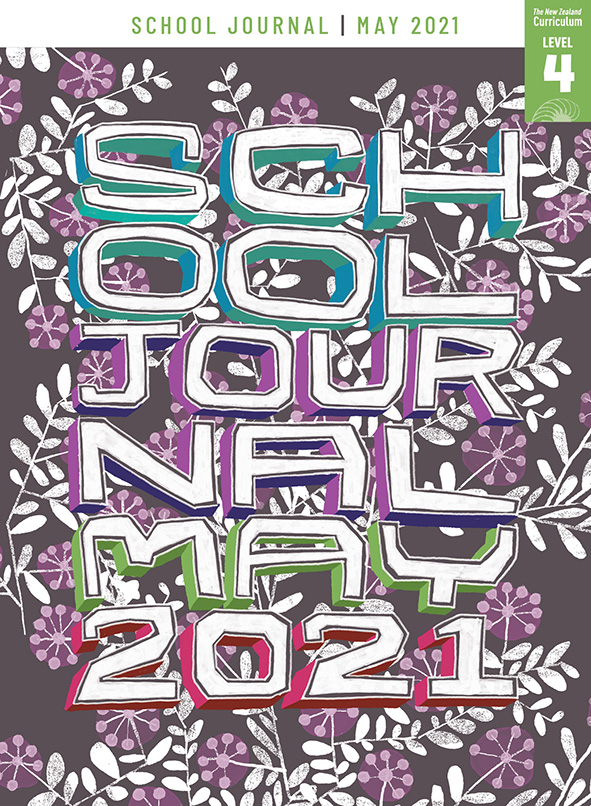 SCHOOL JOURNAL | MAY 2021
The New Zealand
Curriculum
LEVEL
4
SCH
OOL
JOUR
NAL
MAY
2021